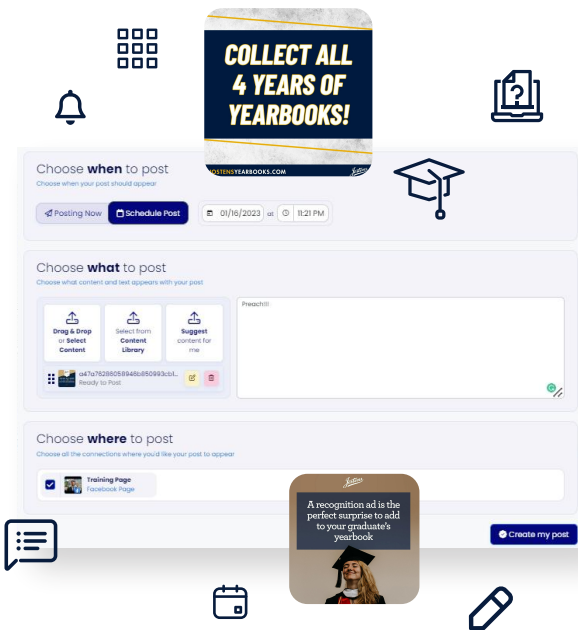 COLLECT ALL
4 YEARS OF
YEARBOOKS!
OSTENSYEARBOOKS.COM
Jostens
?
Choose when to post
Choose when your post should appear
Posting Now
Schedule Post
01/16/2023 at 11:21 PM
Choose what to post
Choose what content and text appears with your post
Drag & Drop
or Select
Content
Select from
Content
Library
Suggest
content for
me
Preach!!!
Ready to Post
Choose where to post
Choose all the connections where you'd like your post to appear
Training Page
Facebook Page
Jostens
A recognition ad is the
perfect surprise to add
to your graduate's
yearbook
Create my post